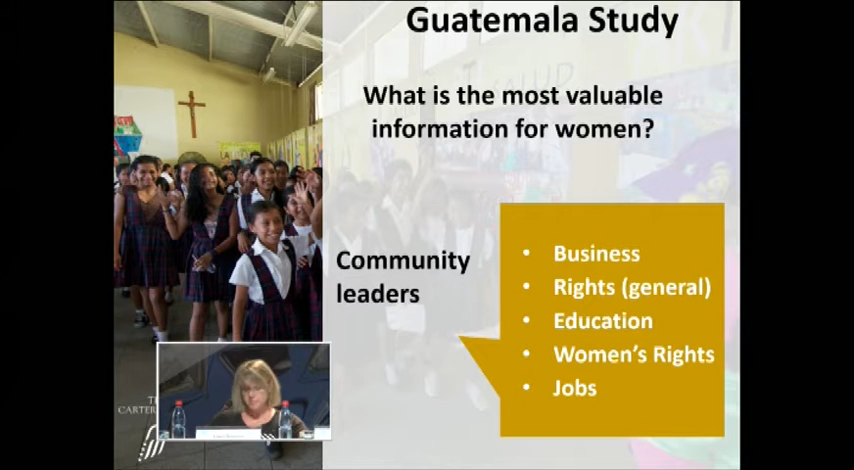 Guatemala Study
What is the most valuable
information for women?
Community
leaders
• Business
• Rights (general)
• Education
• Women's Rights
• Jobs
CARTER